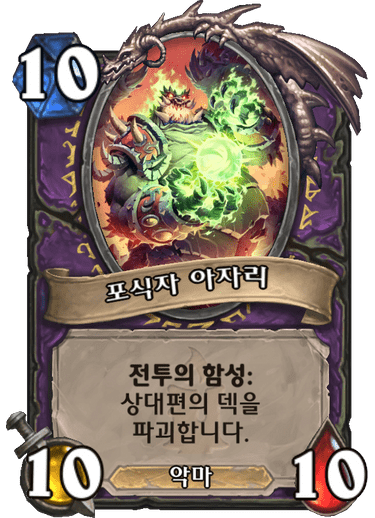 10
포식자 아자리
전투의 함성:
상대편의 덱을
파괴합니다.
악마
10
10